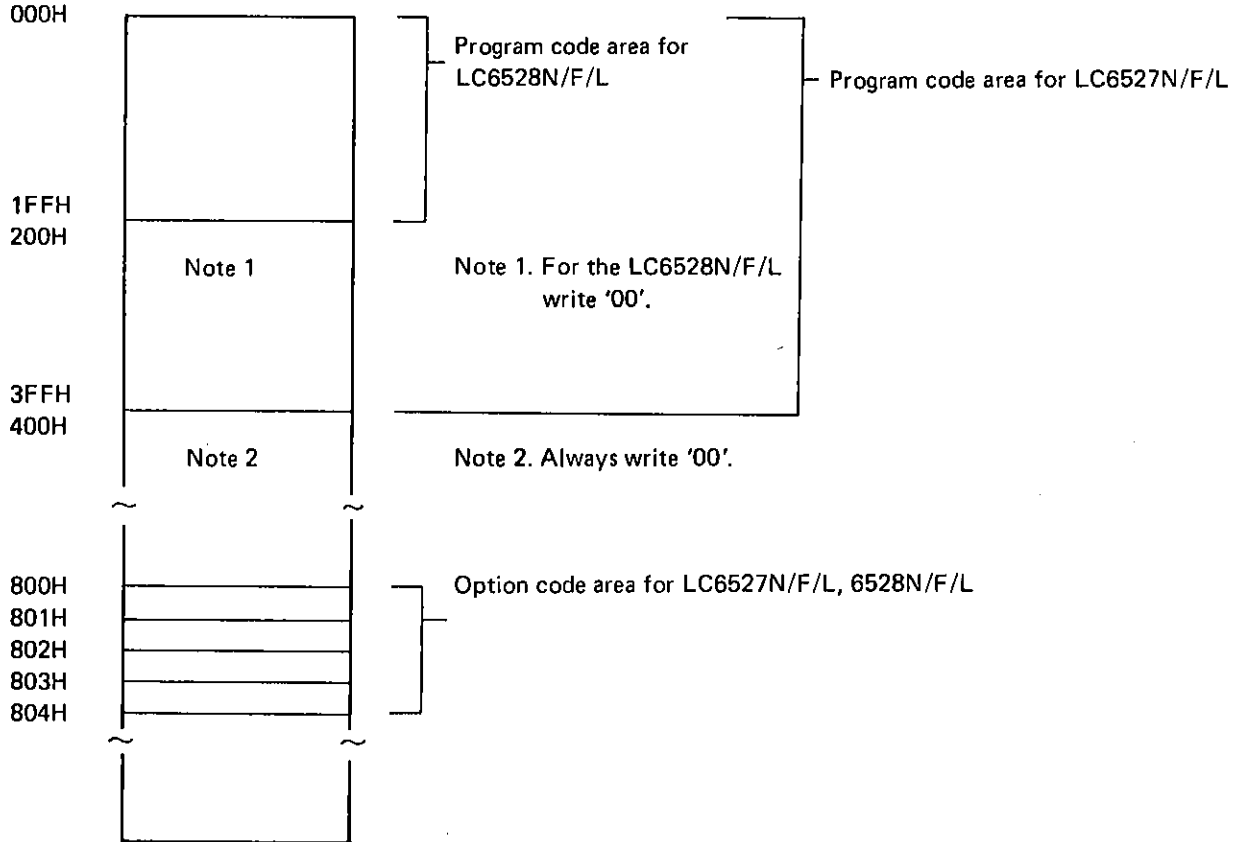 000H
Program code area for
LC6528N/F/L
Program code area for LC6527N/F/L
1FFH
200H
Note 1
Note 1. For the LC6528N/F/L
write '00'.
3FFH
400H
Note 2
Note 2. Always write '00'.
~ ~
800H
Option code area for LC6527N/F/L, 6528N/F/L
801H
802H
803H
804H
~ ~